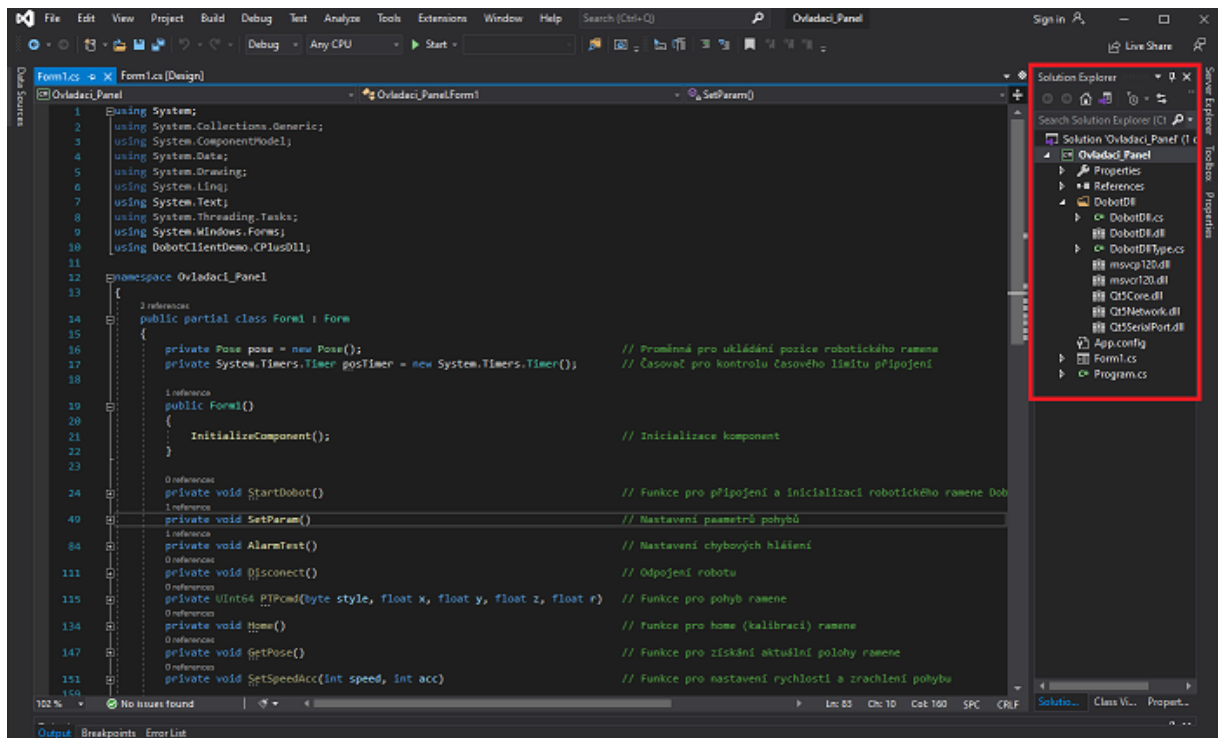 File Edit View Project Build Debug Test Analyze Tools Extensions Window Help Search (Ctrl+Q) Ovladaci_Panel Sign in
Debug Any CPU Start Live Share
Form1.cs Form1.cs [Design]
Ovladaci_Panel Ovladaci_Panel.Form1 SetParam()
1 using System;
2 using System.Collections.Generic;
3 using System.ComponentModel;
4 using System.Data;
5 using System.Drawing;
6 using System.Linq;
7 using System.Text;
8 using System.Threading.Tasks;
9 using System.Windows.Forms;
10 using DobotClientDemo.CPlusDll;
11
12 namespace Ovladaci_Panel
13 {
3 references
14 public partial class Form1 : Form
15 {
16 private Pose pose = new Pose(); // Proměnná pro ukládání pozice robotického ramene
17 private System.Timers.Timer posTimer = new System.Timers.Timer(); // Časovač pro kontrolu časového limitu připojení
18
1 reference
19 public Form1()
20 {
21 InitializeComponent(); // Inicializace komponent
22 }
23
0 references
24 private void StartDobot() // Funkce pro připojení a inicializaci robotického ramene Dob
1 reference
49 private void SetParam() // Nastavení paametrů pohybů
1 reference
84 private void AlarmTest() // Nastavení chybových hlášení
0 references
111 private void Disconect() // Odpojení robotu
0 references
115 private UInt64 PTPcmd(byte style, float x, float y, float z, float r) // Funkce pro pohyb ramene
0 references
134 private void Home() // Funkce pro home (kalibraci) ramene
0 references
147 private void GetPose() // Funkce pro získání aktuální polohy ramene
0 references
151 private void SetSpeedAcc(int speed, int acc) // Funkce pro nastavení rychlosti a zrachlení pohybu
159
102 % No issues found Ln: 83 Ch: 10 Col: 160 SPC CRLF
Output Breakpoints Error List
Data Sources
Solution Explorer
Search Solution Explorer (Ct
Solution 'Ovladaci_Panel' (1 c
Ovladaci_Panel
Properties
References
DobotDll
DobotDll.cs
DobotDll.dll
DobotDllType.cs
msvcp120.dll
msvcr120.dll
Qt5Core.dll
Qt5Network.dll
Qt5SerialPort.dll
App.config
Form1.cs
Program.cs
Solutio... Class Vi... Propert...
Server Explorer
Toolbox
Properties